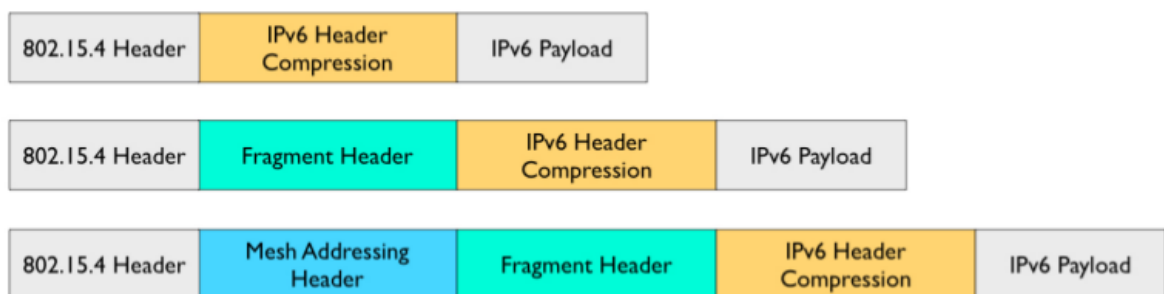 802.15.4 Header
IPv6 Header
Compression
IPv6 Payload
802.15.4 Header
Fragment Header
IPv6 Header
Compression
IPv6 Payload
802.15.4 Header
Mesh Addressing
Header
Fragment Header
IPv6 Header
Compression
IPv6 Payload